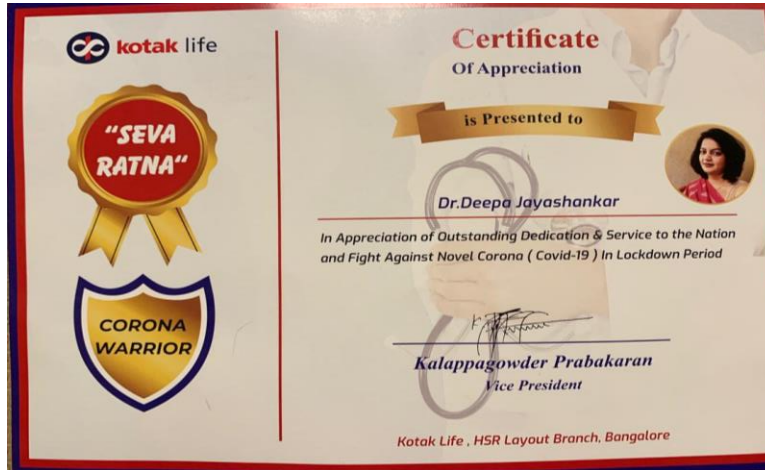 kotak life
"SEVA
RATNA"
CORONA
WARRIOR
Certificate
Of Appreciation
is Presented to
Dr.Deepa Jayashankar
In Appreciation of Outstanding Dedication & Service to the Nation
and Fight Against Novel Corona ( Covid-19 ) In Lockdown Period
Kalappagowder Prabakaran
Vice President
Kotak Life , HSR Layout Branch, Bangalore